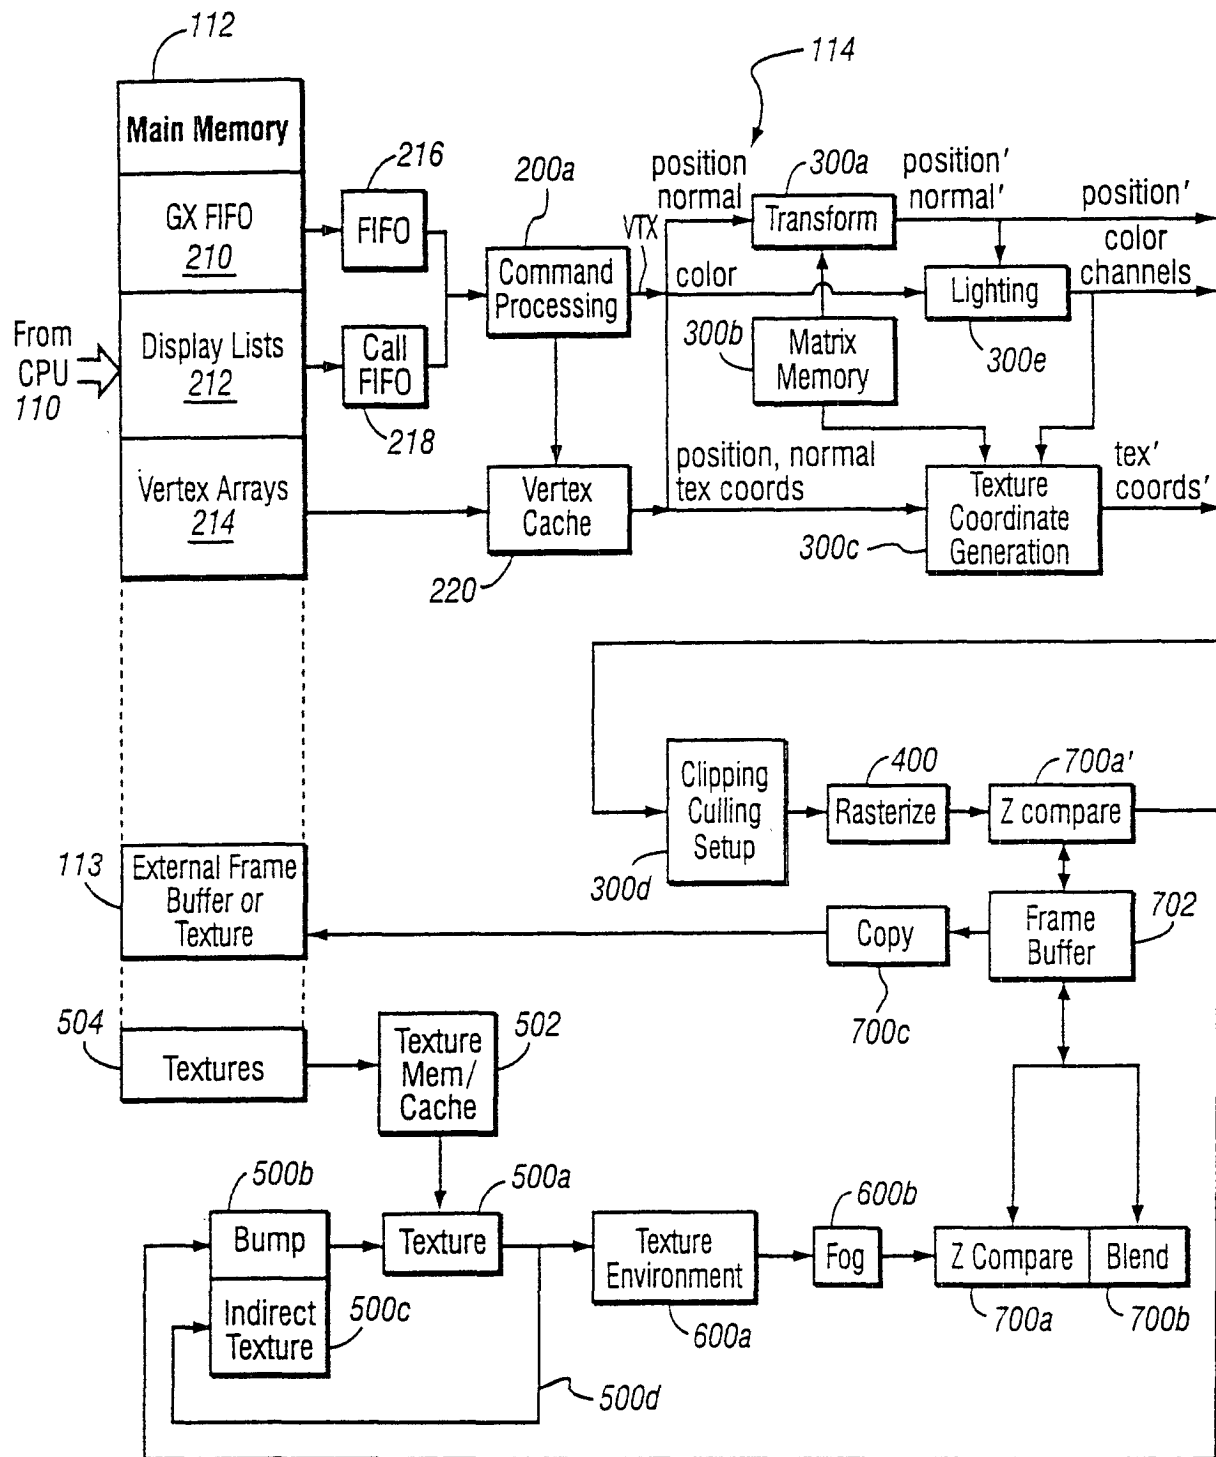 112
114
Main Memory
216
200a
position
normal
300a
position'
normal'
position'
GX FIFO
210
FIFO
VTX
Transform
color
channels
Command
Processing
color
Lighting
From
CPU
110
Display Lists
212
Call
FIFO
218
300b
Matrix
Memory
300e
Vertex Arrays
214
Vertex
Cache
220
position, normal
tex coords
Texture
Coordinate
Generation
300c
tex'
coords'
Clipping
Culling
Setup
300d
400
Rasterize
700a'
Z compare
113
External Frame
Buffer or
Texture
Copy
700c
Frame
Buffer
702
504
Textures
Texture
Mem/
Cache
502
500b
Bump
500a
Texture
Texture
Environment
600a
600b
Fog
Z Compare
Blend
700a
700b
Indirect
Texture
500c
500d